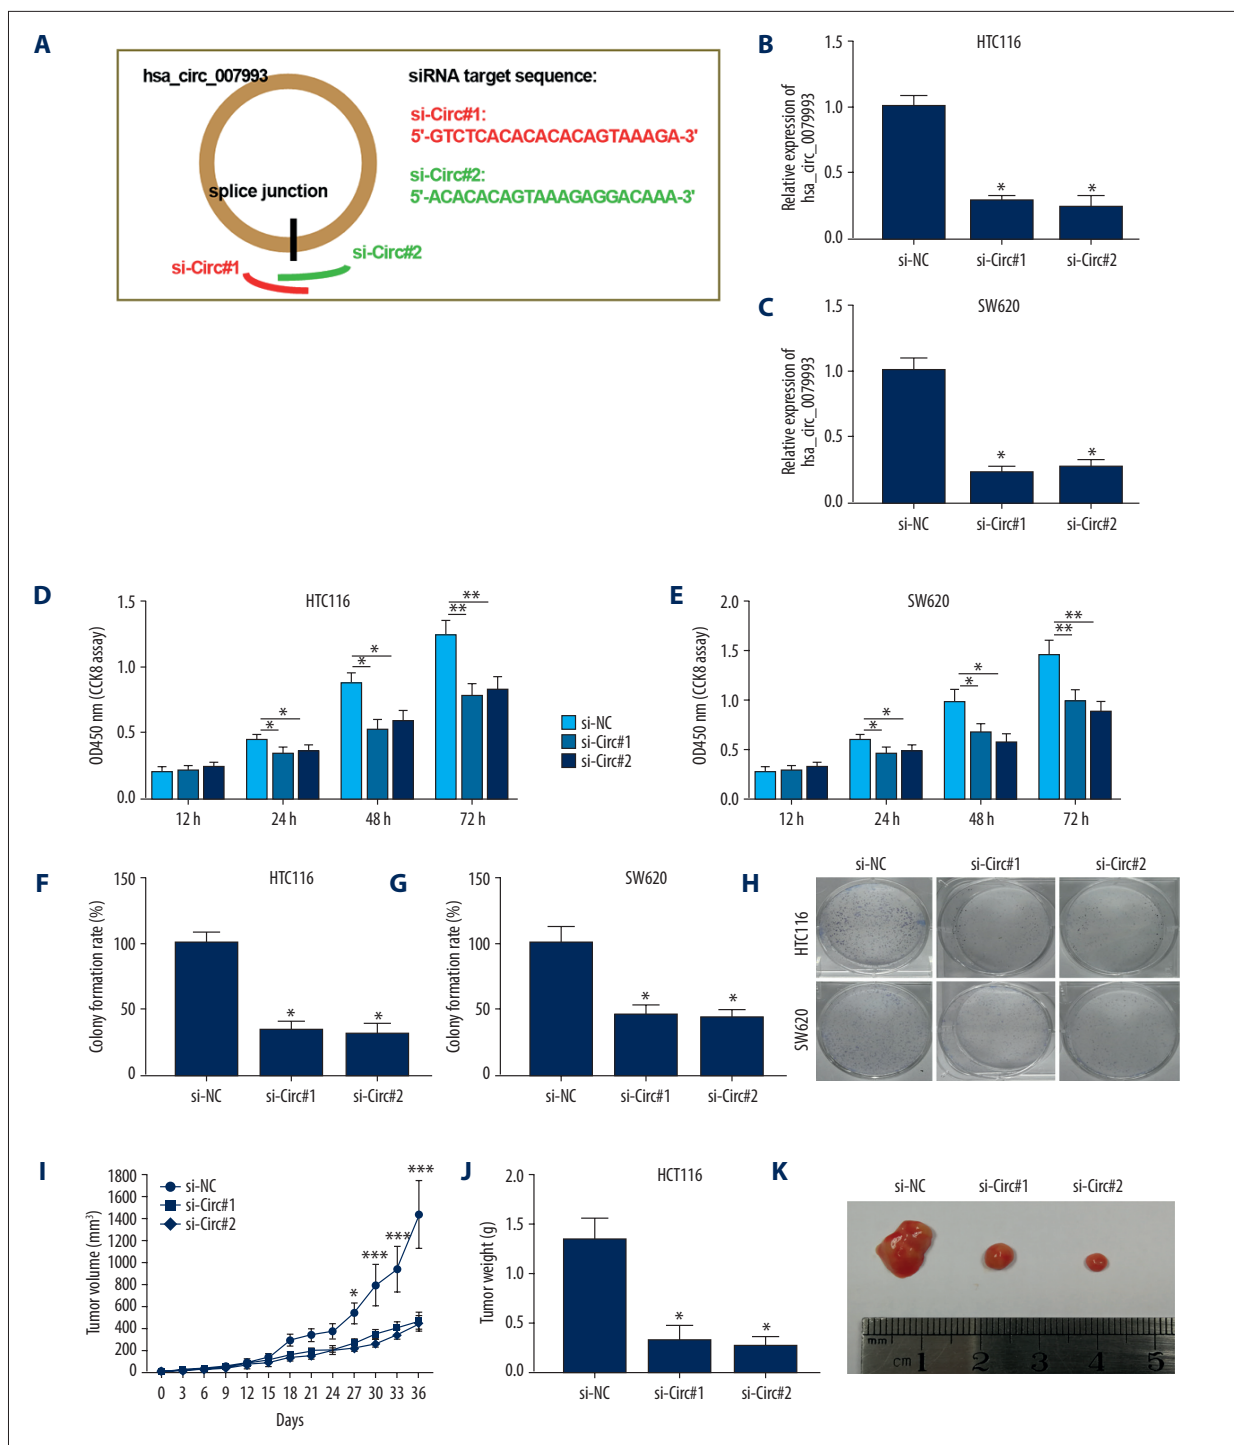 A
hsa_circ_007993
splice junction
si-Circ#1
si-Circ#2
siRNA target sequence:
si-Circ#1:
5'-GTCTCACACACACAGTAAAGA-3'
si-Circ#2:
5'-ACACACAGTAAAGAGGACAAA-3'
B
HTC116
Relative expression of
hsa_circ_0079993
1.5
1.0
0.5
0.0
*
*
si-NC
si-Circ#1
si-Circ#2
C
SW620
Relative expression of
hsa_circ_0079993
1.5
1.0
0.5
0.0
*
*
si-NC
si-Circ#1
si-Circ#2
D
HTC116
OD450 nm (CCK8 assay)
1.5
1.0
0.5
0.0
*
*
*
*
**
**
12 h
24 h
48 h
72 h
si-NC
si-Circ#1
si-Circ#2
E
SW620
OD450 nm (CCK8 assay)
2.0
1.5
1.0
0.5
0.0
*
*
*
*
**
**
12 h
24 h
48 h
72 h
F
HTC116
Colony formation rate (%)
150
100
50
0
*
*
si-NC
si-Circ#1
si-Circ#2
G
SW620
Colony formation rate (%)
150
100
50
0
*
*
si-NC
si-Circ#1
si-Circ#2
H
si-NC
si-Circ#1
si-Circ#2
HTC116
SW620
I
Tumor volume (mm³)
1800
1600
1400
1200
1000
800
600
400
200
0
si-NC
si-Circ#1
si-Circ#2
*
***
***
***
0 3 6 9 12 15 18 21 24 27 30 33 36
Days
J
HCT116
Tumor weight (g)
2.0
1.5
1.0
0.5
0.0
*
*
si-NC
si-Circ#1
si-Circ#2
K
si-NC
si-Circ#1
si-Circ#2
mm
cm 1 2 3 4 5